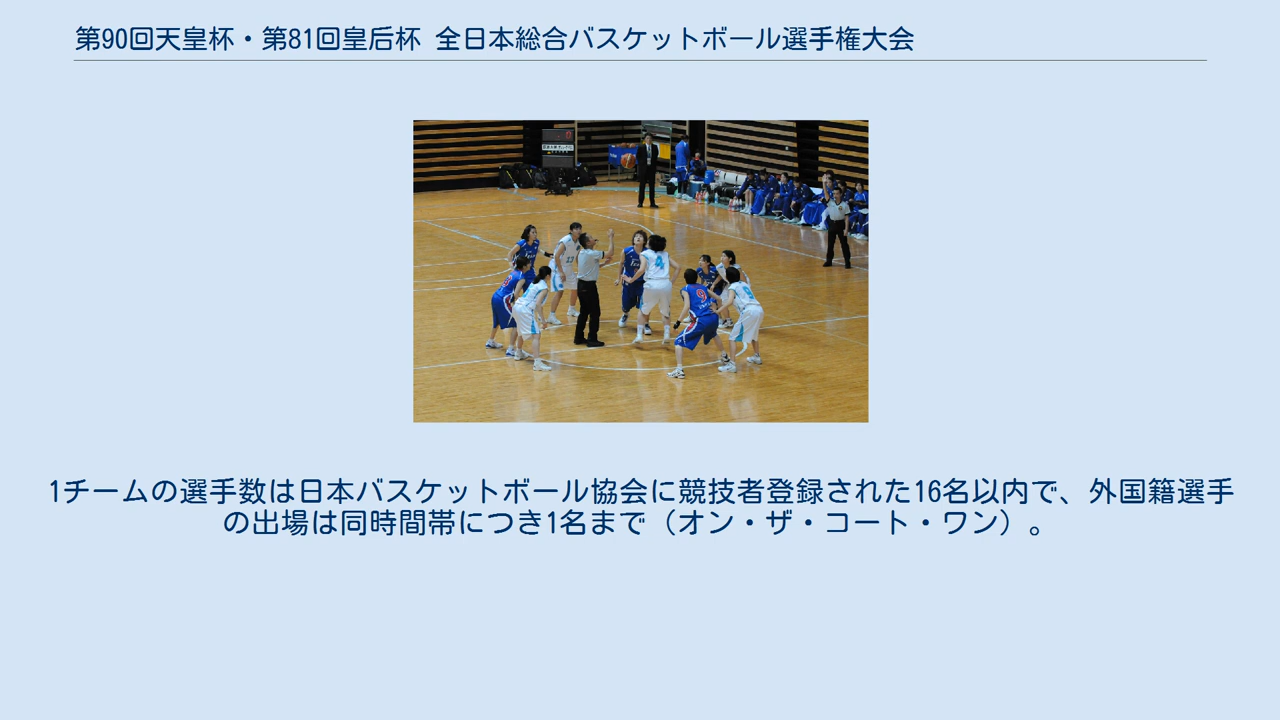 第90回天皇杯・第81回皇后杯 全日本総合バスケットボール選手権大会
1チームの選手数は日本バスケットボール協会に競技者登録された16名以内で、外国籍選手
の出場は同時間帯につき1名まで（オン・ザ・コート・ワン）。